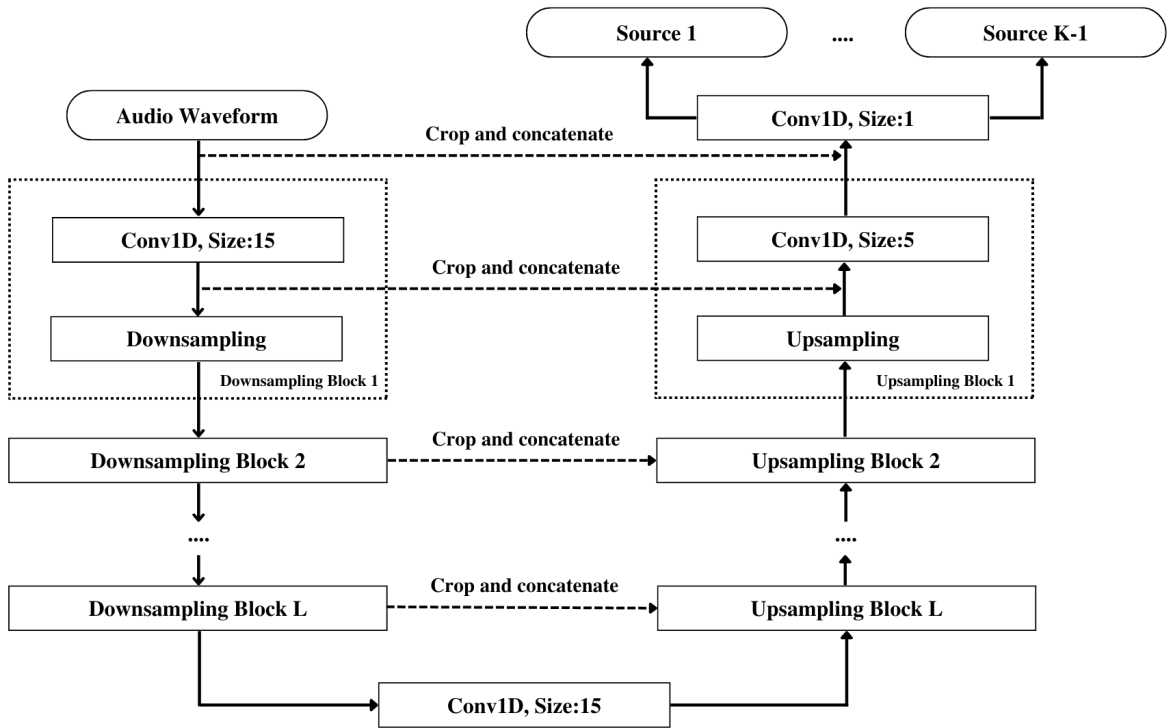 Source 1
....
Source K-1
Audio Waveform
Conv1D, Size:1
Crop and concatenate
Conv1D, Size:15
Conv1D, Size:5
Crop and concatenate
Downsampling
Upsampling
Downsampling Block 1
Upsampling Block 1
Downsampling Block 2
Crop and concatenate
Upsampling Block 2
....
....
Downsampling Block L
Crop and concatenate
Upsampling Block L
Conv1D, Size:15